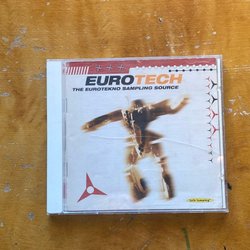 EUROTECH
THE EUROTEKNO SAMPLING SOURCE